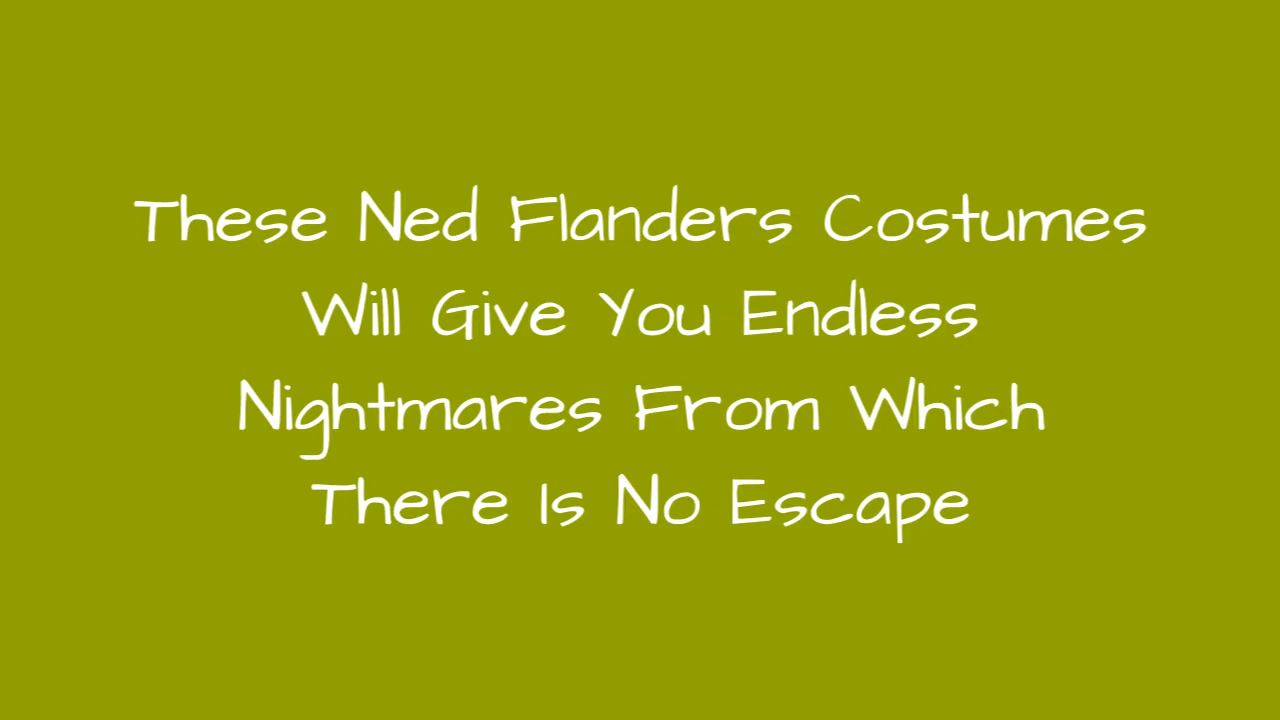 These Ned Flanders Costumes
Will Give You Endless
Nightmares From Which
There Is No Escape